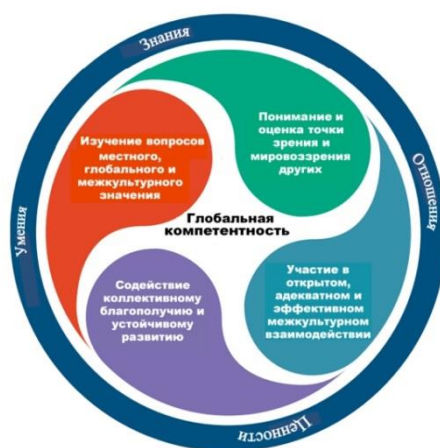 Знания
Изучение вопросов
местного,
глобального и
межкультурного
значения
Понимание и
оценка точки
зрения и
мировоззрения
других
Умения
Отношения
Глобальная
компетентность
Содействие
коллективному
благополучию и
устойчивому
развитию
Участие в
открытом,
адекватном и
эффективном
межкультурном
взаимодействии
Ценности